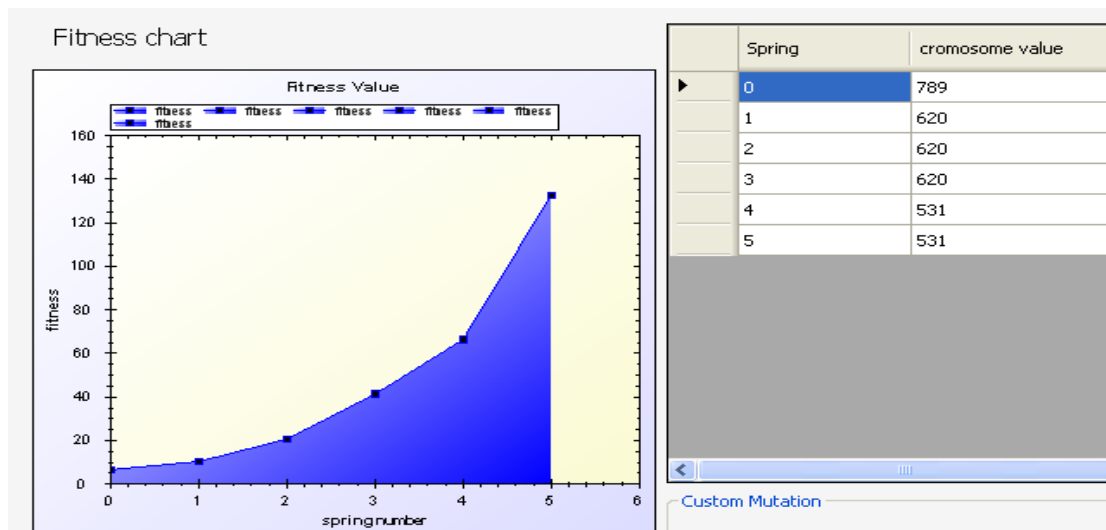 Fitness chart
Fitness Value
fitness fitness fitness fitness fitness
fitness
160
140
120
100
80
60
40
20
0
fitness
0 1 2 3 4 5 6
spring number
Spring cromosome value
0 789
1 620
2 620
3 620
4 531
5 531
Custom Mutation